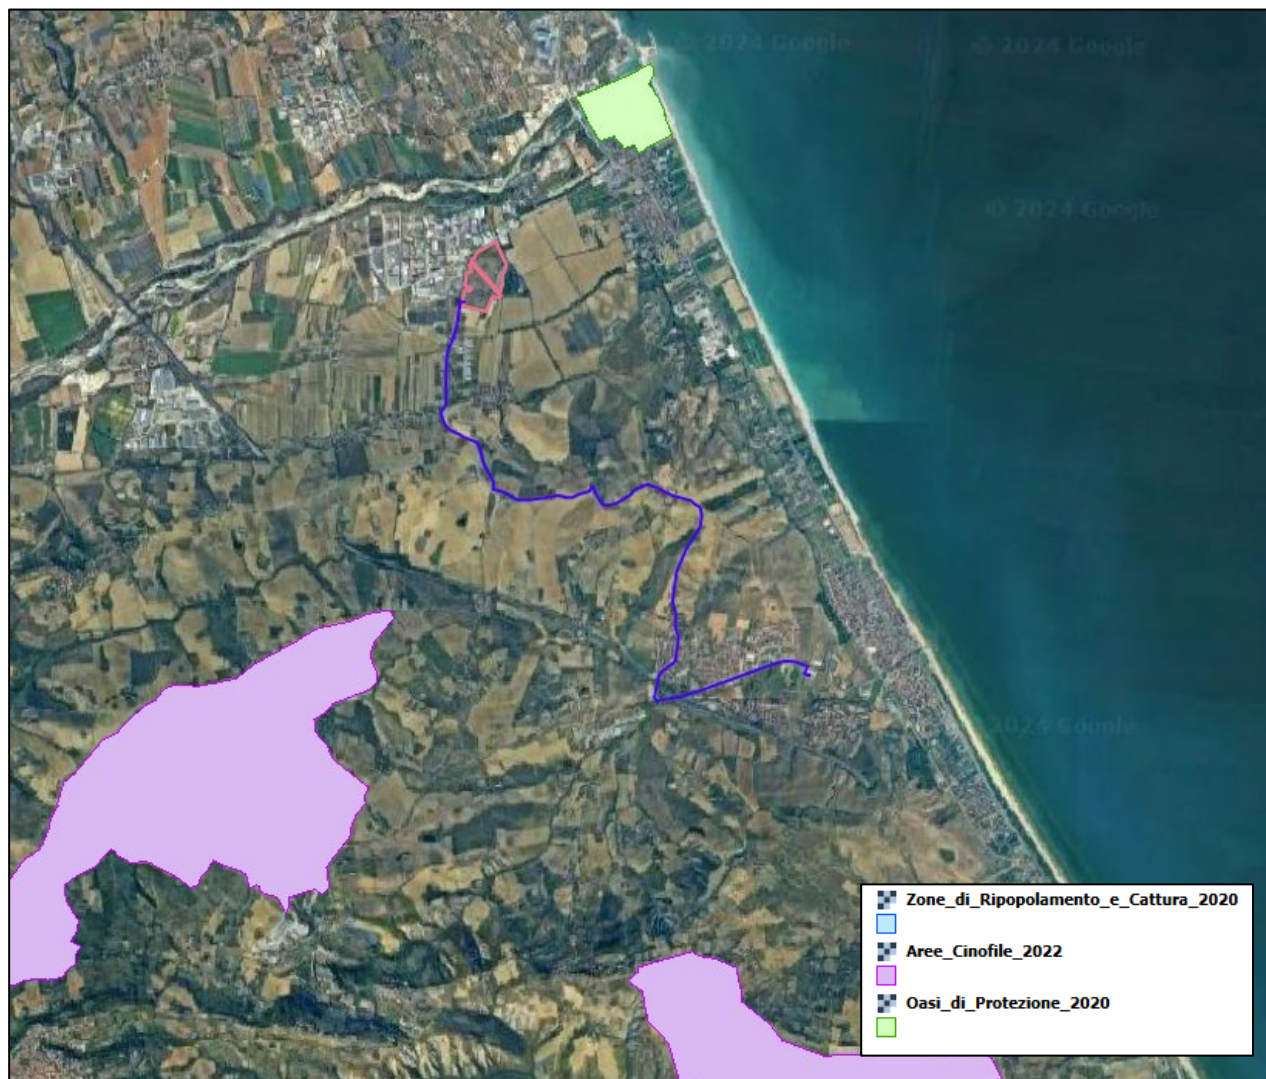 © 2024 Google
© 2024 Google
© 2024 Google
2024 Google
Zone_di_Ripopolamento_e_Cattura_2020
Aree_Cinofile_2022
Oasi_di_Protezione_2020